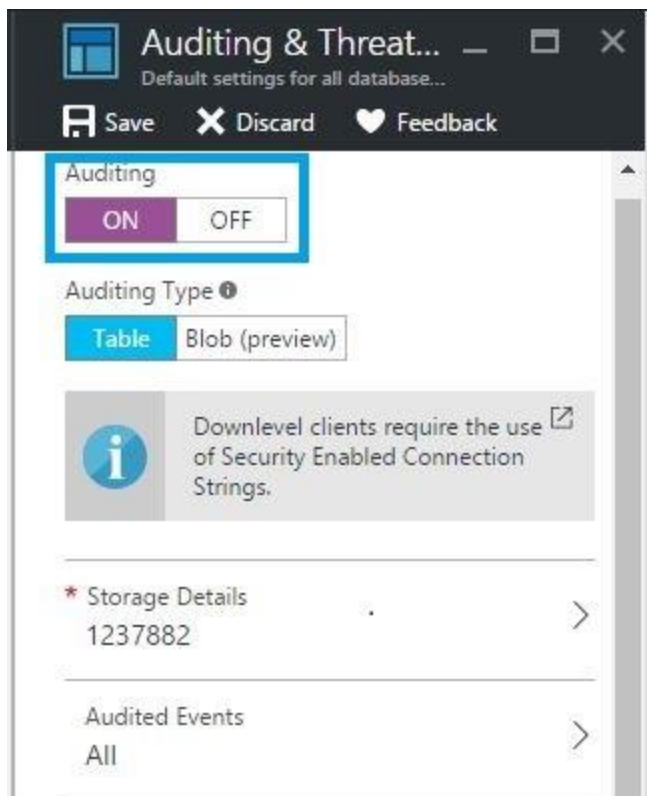 Auditing & Threat...
Default settings for all database...
Save Discard Feedback
Auditing
ON OFF
Auditing Type
Table Blob (preview)
Downlevel clients require the use
of Security Enabled Connection
Strings.
* Storage Details
1237882
Audited Events
All